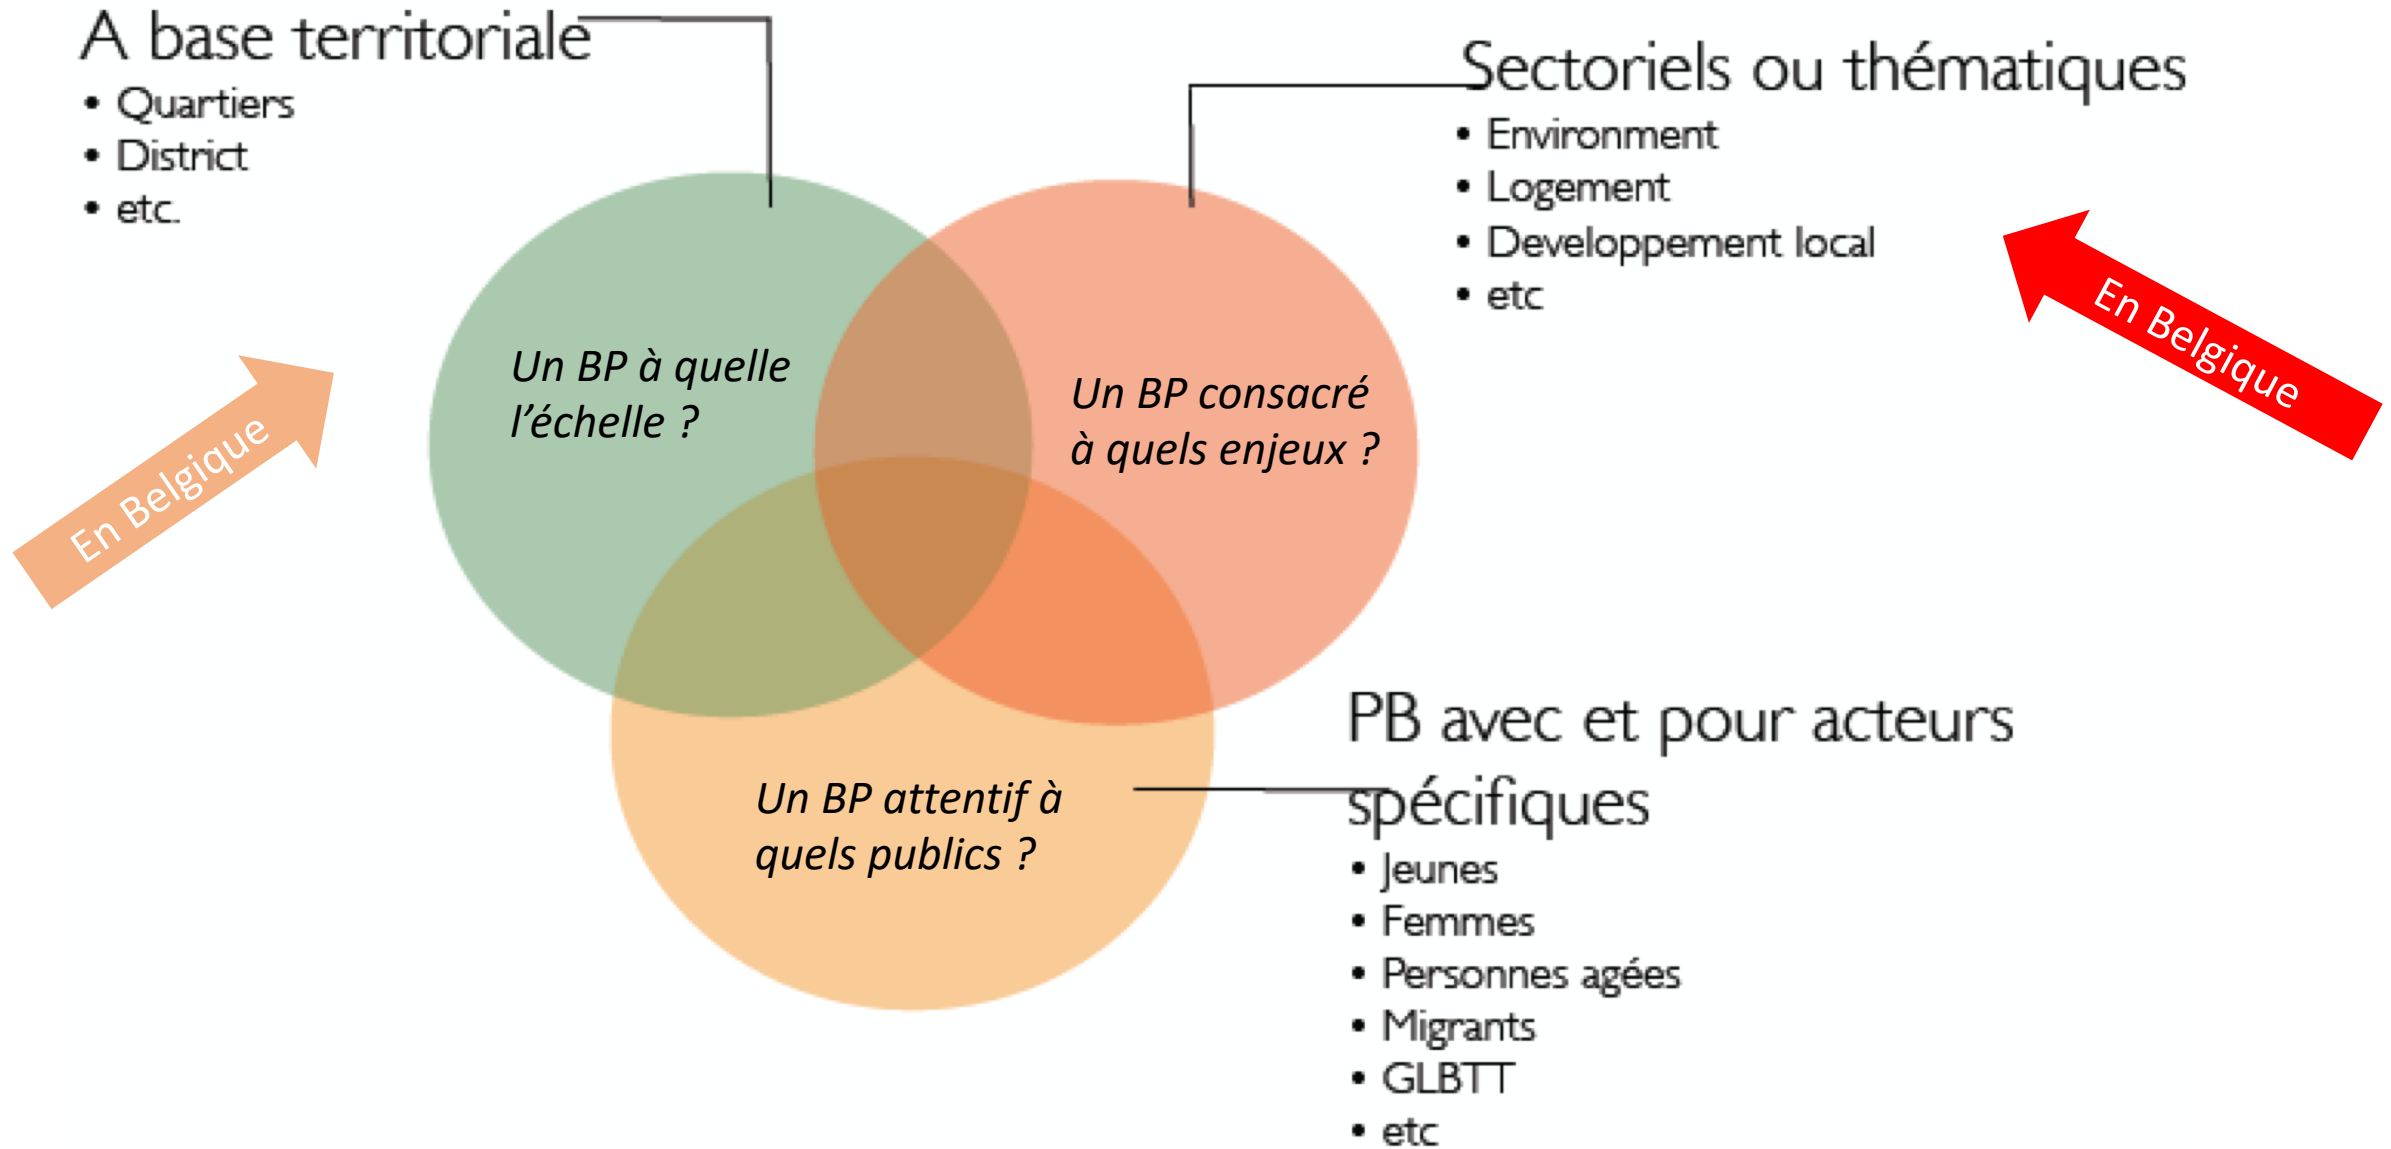 A base territoriale
• Quartiers
• District
• etc.
Sectoriels ou thématiques
• Environment
• Logement
• Developpement local
• etc
En Belgique
En Belgique
Un BP à quelle
l’échelle ?
Un BP consacré
à quels enjeux ?
Un BP attentif à
quels publics ?
PB avec et pour acteurs
spécifiques
• Jeunes
• Femmes
• Personnes agées
• Migrants
• GLBTT
• etc